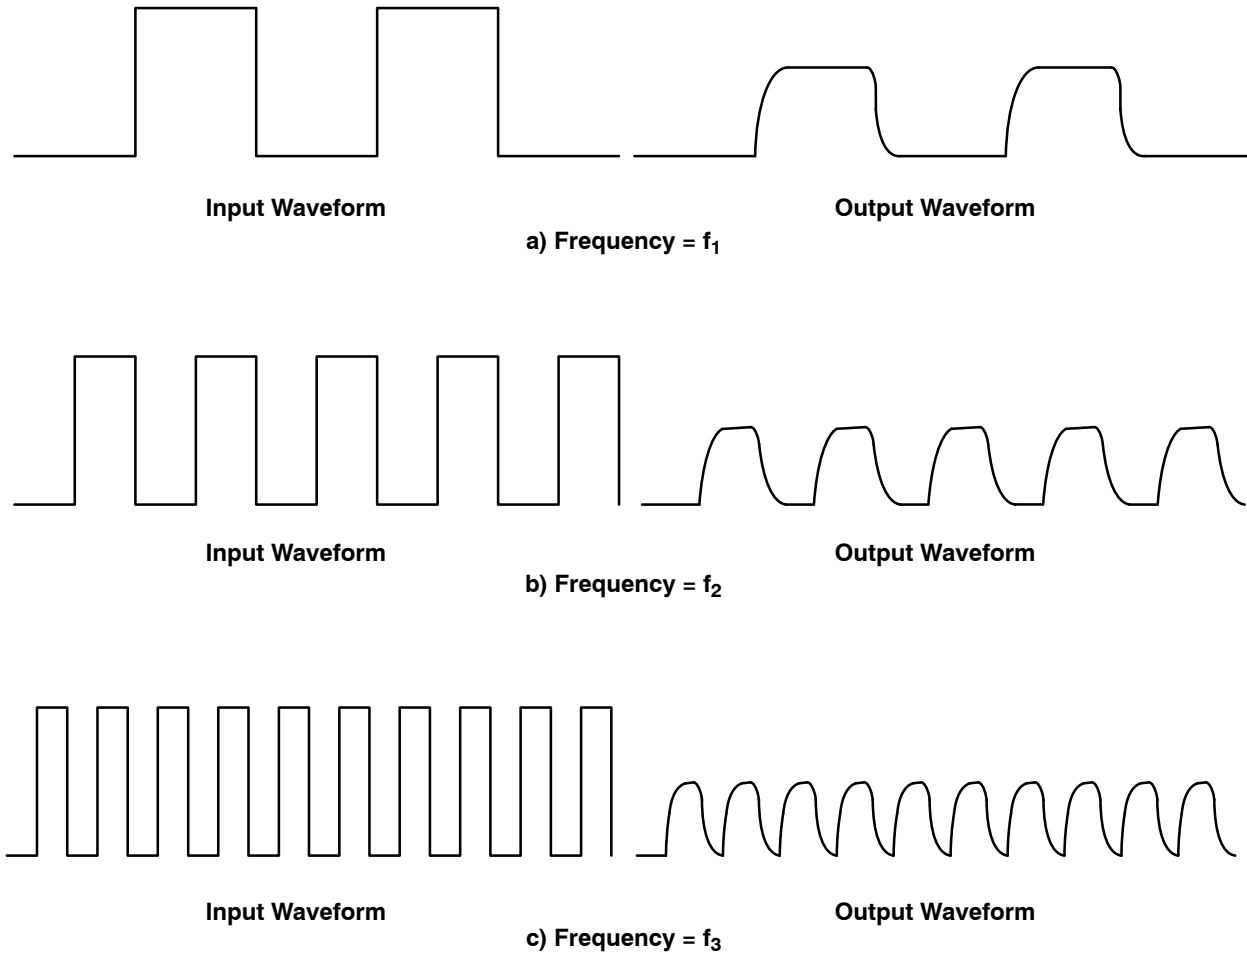 Input Waveform
Output Waveform
a) Frequency = f₁
Input Waveform
Output Waveform
b) Frequency = f₂
Input Waveform
Output Waveform
c) Frequency = f₃